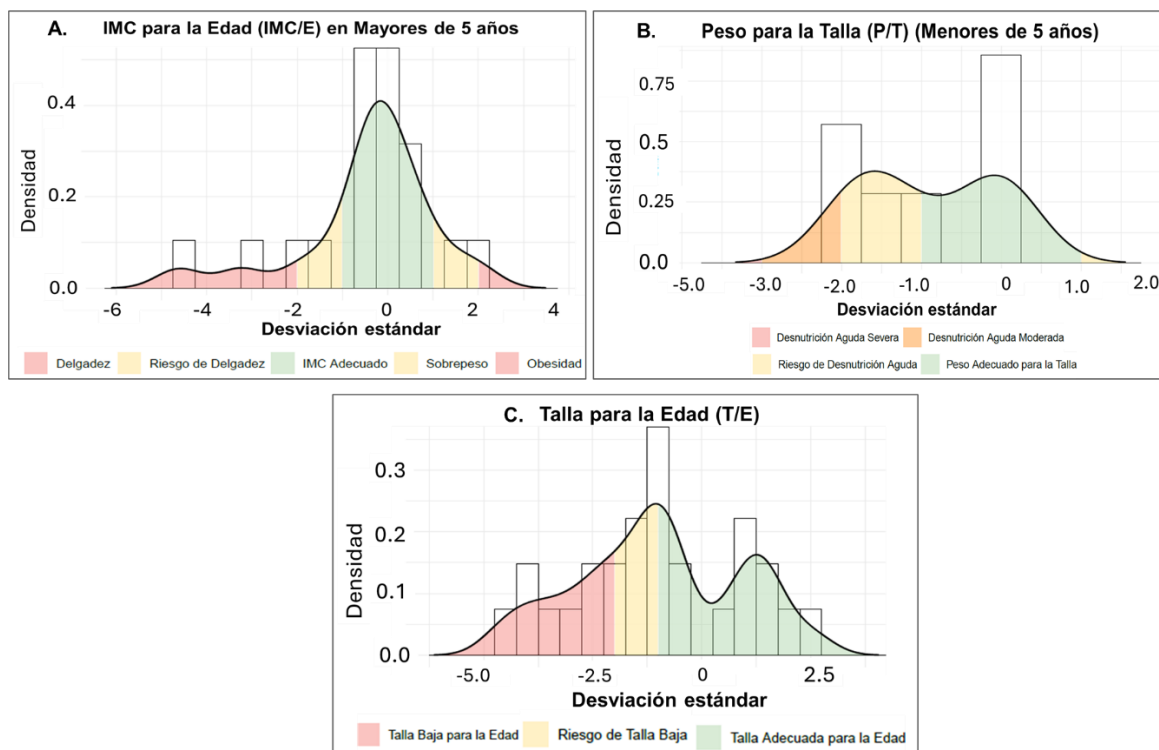 A. IMC para la Edad (IMC/E) en Mayores de 5 años
Densidad
0.4
0.2
0.0
-6 -4 -2 0 2 4
Desviación estándar
Delgadez Riesgo de Delgadez IMC Adecuado Sobrepeso Obesidad
B. Peso para la Talla (P/T) (Menores de 5 años)
Densidad
0.75
0.5
0.25
0.0
-5.0 -3.0 -2.0 -1.0 0 1.0 2.0
Desviación estándar
Desnutrición Aguda Severa Desnutrición Aguda Moderada
Riesgo de Desnutrición Aguda Peso Adecuado para la Talla
C. Talla para la Edad (T/E)
Densidad
0.3
0.2
0.1
0.0
-5.0 -2.5 0 2.5
Desviación estándar
Talla Baja para la Edad Riesgo de Talla Baja Talla Adecuada para la Edad